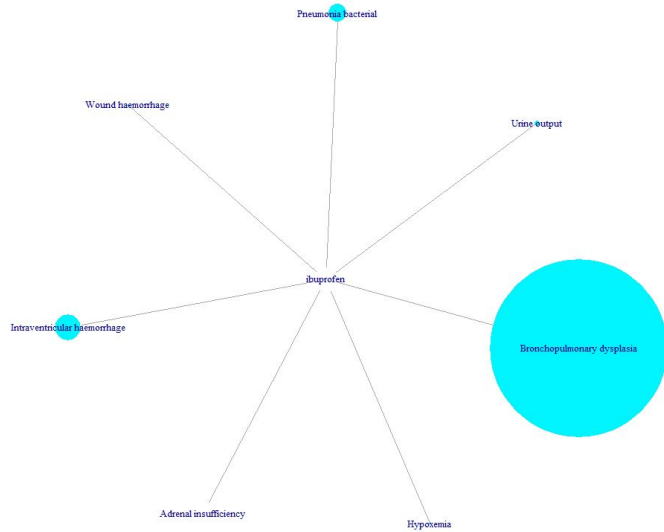 Pneumonia bacterial
Wound haemorrhage
Urine output
ibuprofen
Intraventricular haemorrhage
Bronchopulmonary dysplasia
Adrenal insufficiency
Hypoxemia